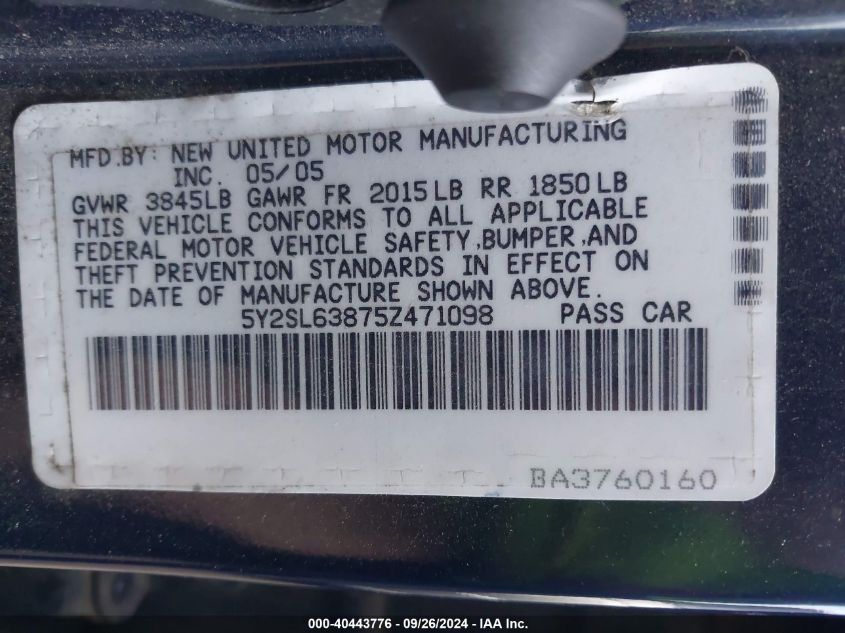 MFD.BY: NEW UNITED MOTOR MANUFACTURING
INC. 05/05
GVWR 3845LB GAWR FR 2015LB RR 1850LB
THIS VEHICLE CONFORMS TO ALL APPLICABLE
FEDERAL MOTOR VEHICLE SAFETY,BUMPER,AND
THEFT PREVENTION STANDARDS IN EFFECT ON
THE DATE OF MANUFACTURE SHOWN ABOVE.
5Y2SL63875Z471098 PASS CAR
BA3760160
000-40443776 - 09/26/2024 - IAA Inc.